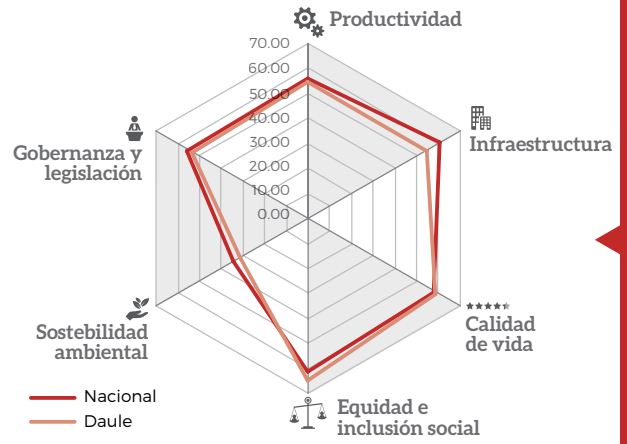 Productividad
70.00
60.00
50.00
40.00
30.00
20.00
10.00
0.00
Infraestructura
Gobernanza y
legislación
Calidad
de vida
Sostebilidad
ambiental
Equidad e
inclusión social
Nacional
Daule